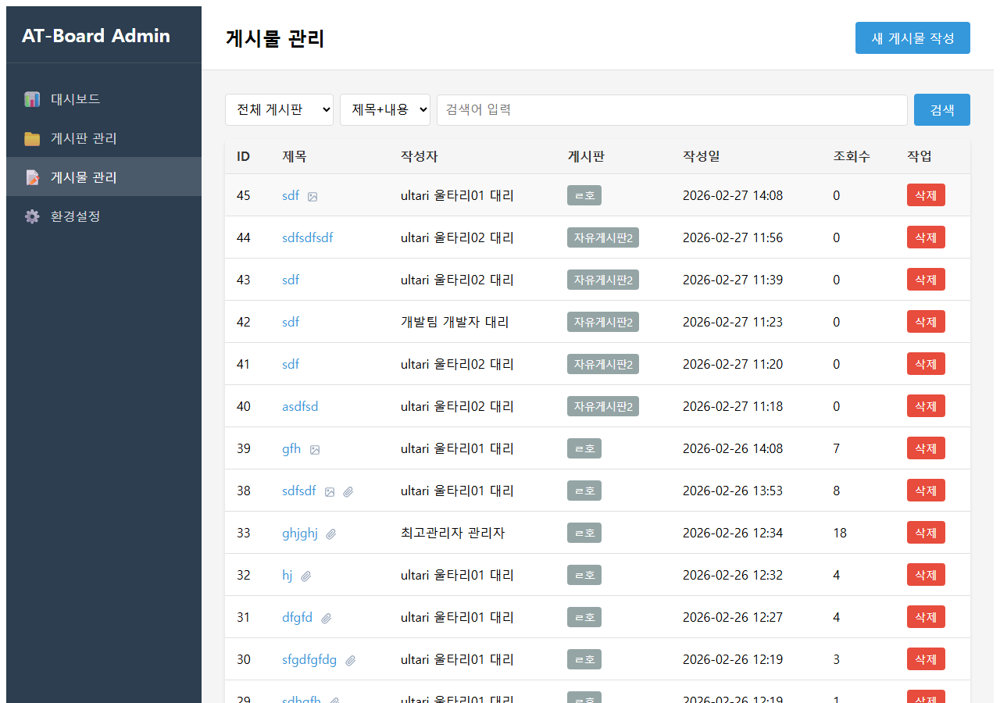 AT-Board Admin
대시보드
게시판 관리
게시물 관리
환경설정
게시물 관리
새 게시물 작성
전체 게시판 제목+내용 검색어 입력 검색
ID 제목 작성자 게시판 작성일 조회수 작업
45 sdf ultari 울타리01 대리 ㄹ호 2026-02-27 14:08 0 삭제
44 sdfsdfsdf ultari 울타리02 대리 자유게시판2 2026-02-27 11:56 0 삭제
43 sdf ultari 울타리02 대리 자유게시판2 2026-02-27 11:39 0 삭제
42 sdf 개발팀 개발자 대리 자유게시판2 2026-02-27 11:23 0 삭제
41 sdf ultari 울타리02 대리 자유게시판2 2026-02-27 11:20 0 삭제
40 asdfsd ultari 울타리02 대리 자유게시판2 2026-02-27 11:18 0 삭제
39 gfh ultari 울타리01 대리 ㄹ호 2026-02-26 14:08 7 삭제
38 sdfsdf ultari 울타리01 대리 ㄹ호 2026-02-26 13:53 8 삭제
33 ghjghj 최고관리자 관리자 ㄹ호 2026-02-26 12:34 18 삭제
32 hj ultari 울타리01 대리 ㄹ호 2026-02-26 12:32 4 삭제
31 dfgfd ultari 울타리01 대리 ㄹ호 2026-02-26 12:27 4 삭제
30 sfgdfgfdg ultari 울타리01 대리 ㄹ호 2026-02-26 12:19 3 삭제
29 sdhgfh ultari 울타리01 대리 ㄹ호 2026-02-26 12:19 1 삭제